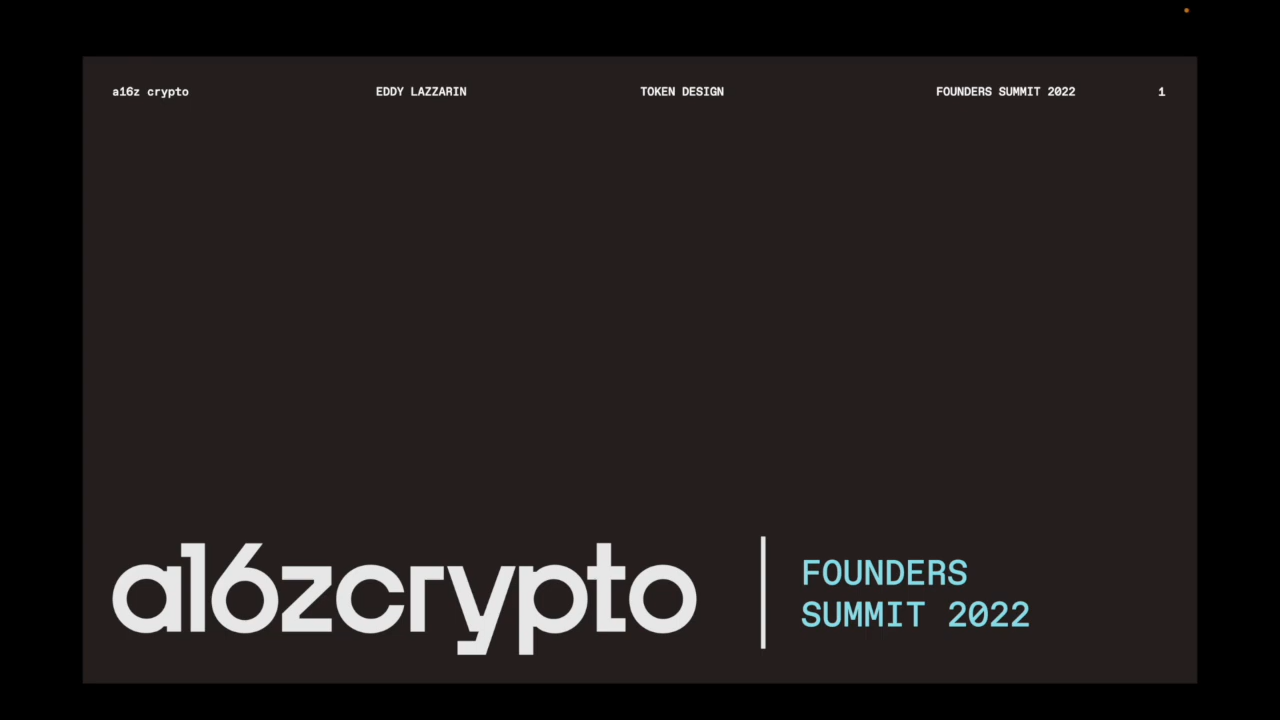 a16z crypto
EDDY LAZZARIN
TOKEN DESIGN
FOUNDERS SUMMIT 2022
1
a16zcrypto
FOUNDERS
SUMMIT 2022